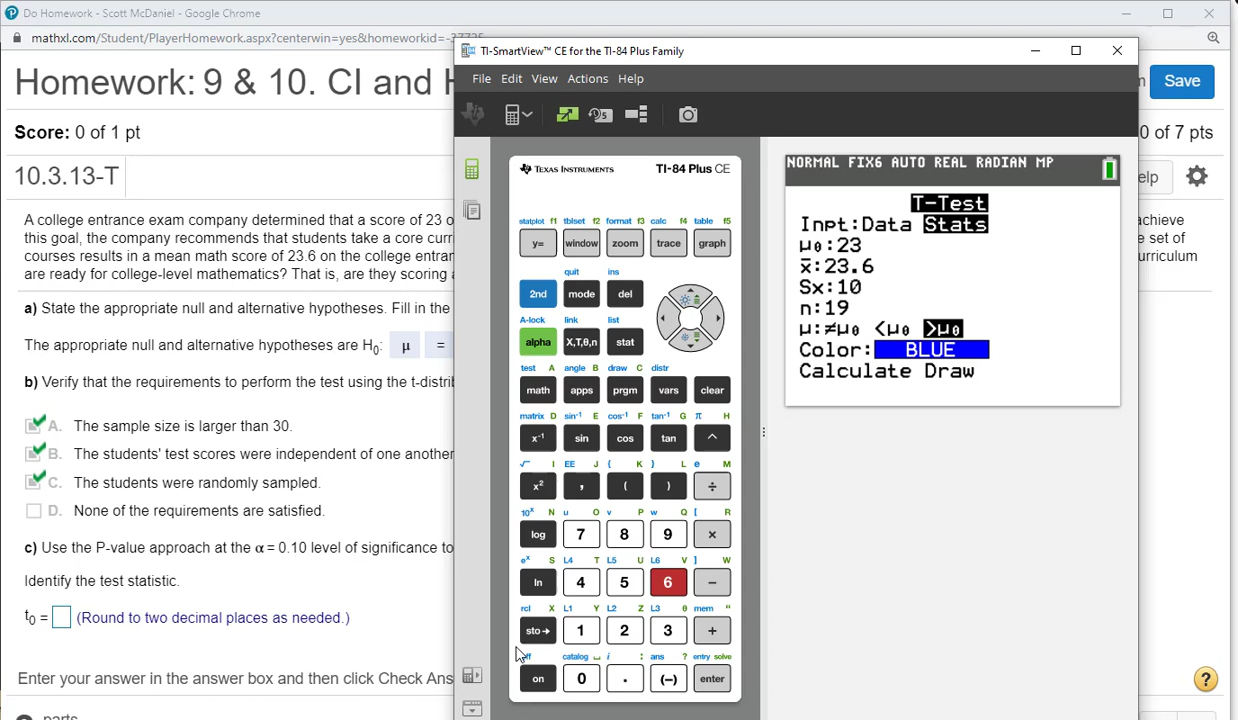 Do Homework - Scott McDaniel - Google Chrome
mathxl.com/Student/PlayerHomework.aspx?centerwin=yes&homeworkid=-37725
Homework: 9 & 10. CI and H
Save
Score: 0 of 1 pt
0 of 7 pts
10.3.13-T
elp
A college entrance exam company determined that a score of 23 o
achieve
this goal, the company recommends that students take a core curri
e set of
courses results in a mean math score of 23.6 on the college entran
curriculum
are ready for college-level mathematics? That is, are they scoring a
a) State the appropriate null and alternative hypotheses. Fill in the
The appropriate null and alternative hypotheses are H0: μ =
b) Verify that the requirements to perform the test using the t-distri
A. The sample size is larger than 30.
B. The students' test scores were independent of one another
C. The students were randomly sampled.
D. None of the requirements are satisfied.
c) Use the P-value approach at the α = 0.10 level of significance to
Identify the test statistic.
t0 = (Round to two decimal places as needed.)
Enter your answer in the answer box and then click Check Ans
?
parts
TI-SmartView™ CE for the TI-84 Plus Family
File Edit View Actions Help
TEXAS INSTRUMENTS TI-84 Plus CE
statplot f1 tblset f2 format f3 calc f4 table f5
y= window zoom trace graph
quit ins
2nd mode del
A-lock link list
alpha X,T,θ,n stat
test A angle B draw C distr
math apps prgm vars clear
matrix D sin-1 E cos-1 F tan-1 G π H
x-1 sin cos tan ^
√ I EE J { K } L e M
x2 , ( ) ÷
10x N u O v P w Q [ R
log 7 8 9 ×
ex S L4 T L5 U L6 V ] W
ln 4 5 6 −
rcl X L1 Y L2 Z L3 θ mem "
sto→ 1 2 3 +
off catalog ␣ i : ans ? entry solve
on 0 . (−) enter
NORMAL FIX6 AUTO REAL RADIAN MP
T-Test
Inpt:Data Stats
μ0:23
x̄:23.6
Sx:10
n:19
μ:≠μ0 <μ0 >μ0
Color: BLUE
Calculate Draw